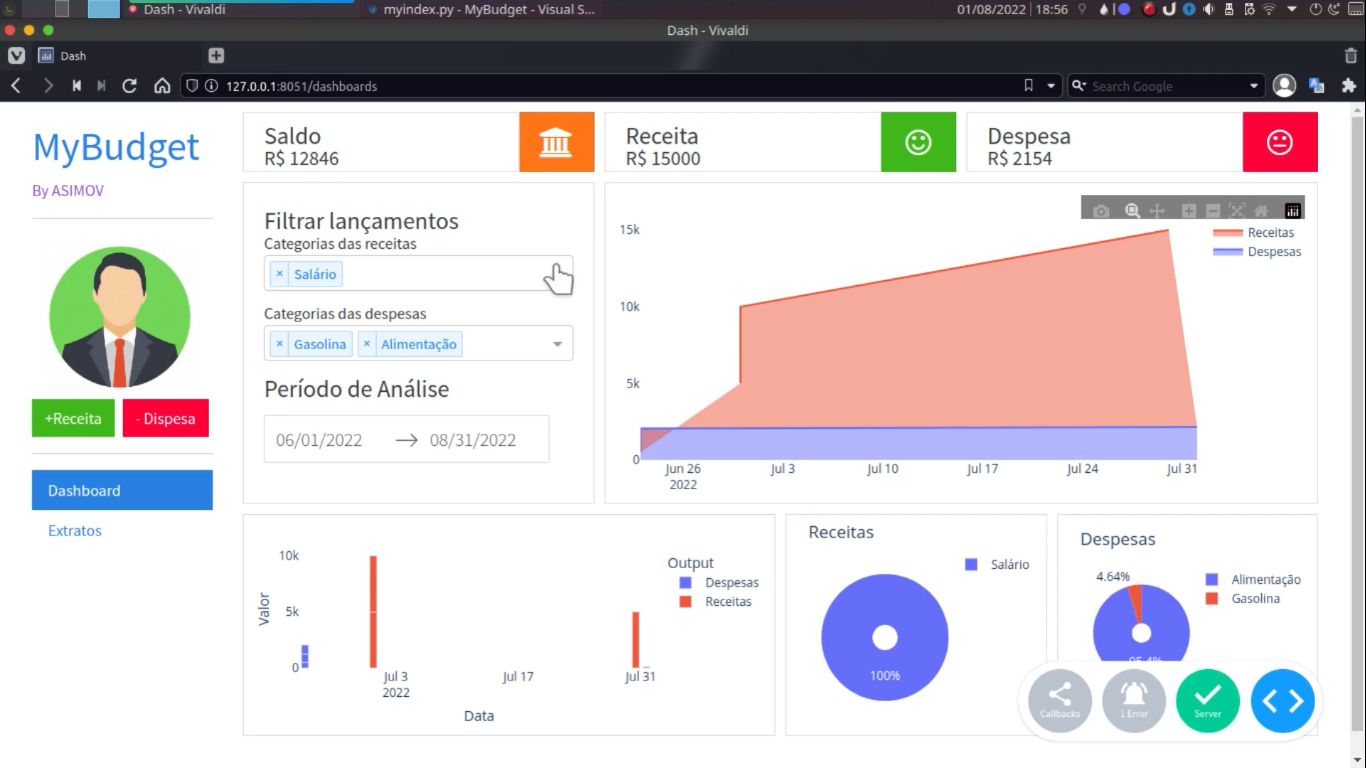 Dash - Vivaldi
myindex.py - MyBudget - Visual S...
01/08/2022 | 18:56
Dash - Vivaldi
Dash
127.0.0.1:8051/dashboards
Search Google
MyBudget
By ASIMOV
+Receita
- Dispesa
Dashboard
Extratos
Saldo
R$ 12846
Receita
R$ 15000
Despesa
R$ 2154
Filtrar lançamentos
Categorias das receitas
× Salário
Categorias das despesas
× Gasolina × Alimentação
Período de Análise
06/01/2022 → 08/31/2022
15k
10k
5k
0
Jun 26
2022
Jul 3
Jul 10
Jul 17
Jul 24
Jul 31
Receitas
Despesas
10k
5k
0
Valor
Jul 3
2022
Jul 17
Jul 31
Data
Output
Despesas
Receitas
Receitas
Salário
100%
Despesas
4.64%
Alimentação
Gasolina
95.4%
Callbacks
1 Error
Server